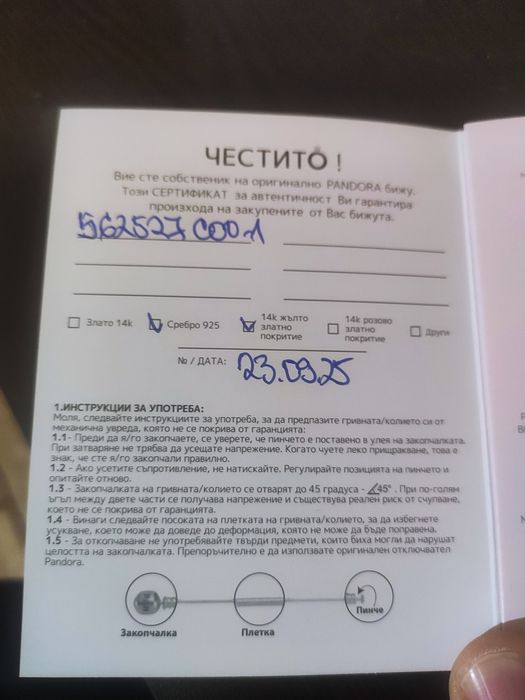 ЧЕСТИТО !
Вие сте собственик на оригинално PANDORA бижу.
Този СЕРТИФИКАТ за автентичност Ви гарантира
произхода на закупените от Вас бижута.
562527C00-1
Злато 14k
Сребро 925
14k жълто
златно
покритие
14k розово
златно
покритие
Други
№ / ДАТА: 23.09.25
1.ИНСТРУКЦИИ ЗА УПОТРЕБА:
Моля, следвайте инструкциите за употреба, за да предпазите гривната/колието си от
механична увреда, която не се покрива от гаранцията:
1.1- Преди да я/го закопчаете, се уверете, че пинчето е поставено в улея на закопчалката.
При затваряне не трябва да усещате напрежение. Когато чуете леко прищракване, това е
знак, че сте я/го закопчали правилно.
1.2 - Ако усетите съпротивление, не натискайте. Регулирайте позицията на пинчето и
опитайте отново.
1.3 - Закопчалката на гривната/колието се отварят до 45 градуса - ∠45° . При по-голям
ъгъл между двете части се получава напрежение и съществува реален риск от счупване,
което не се покрива от гаранцията.
1.4 - Винаги следвайте посоката на плетката на гривната/колието, за да избегнете
усукване, което може да доведе до деформация, която не може да бъде поправена.
1.5 - За откопчаване не употребявайте твърди предмети, които биха могли да нарушат
целостта на закопчалката. Препоръчително е да използвате оригинален отключвател
Pandora.
Закопчалка
Плетка
Пинче